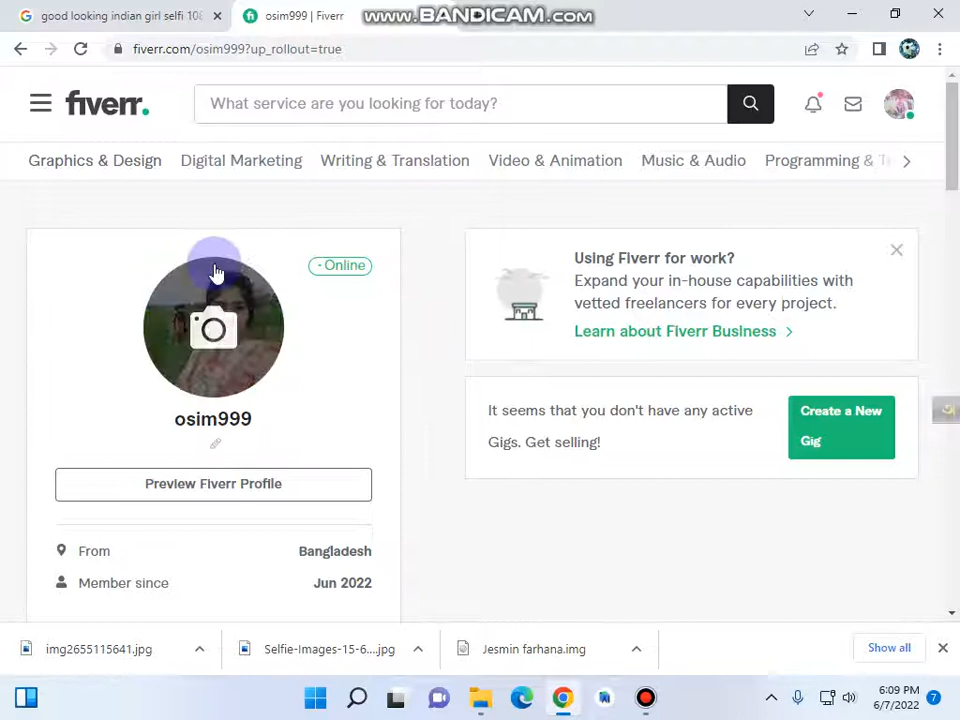 good looking indian girl selfi 108
osim999 | Fiverr
www.BANDICAM.com
fiverr.com/osim999?up_rollout=true
fiverr.
What service are you looking for today?
Graphics & Design Digital Marketing Writing & Translation Video & Animation Music & Audio Programming & T
· Online
osim999
Preview Fiverr Profile
From Bangladesh
Member since Jun 2022
Using Fiverr for work?
Expand your in-house capabilities with
vetted freelancers for every project.
Learn about Fiverr Business
It seems that you don't have any active
Gigs. Get selling!
Create a New
Gig
img2655115641.jpg
Selfie-Images-15-6....jpg
Jesmin farhana.img
Show all
6:09 PM
6/7/2022
7